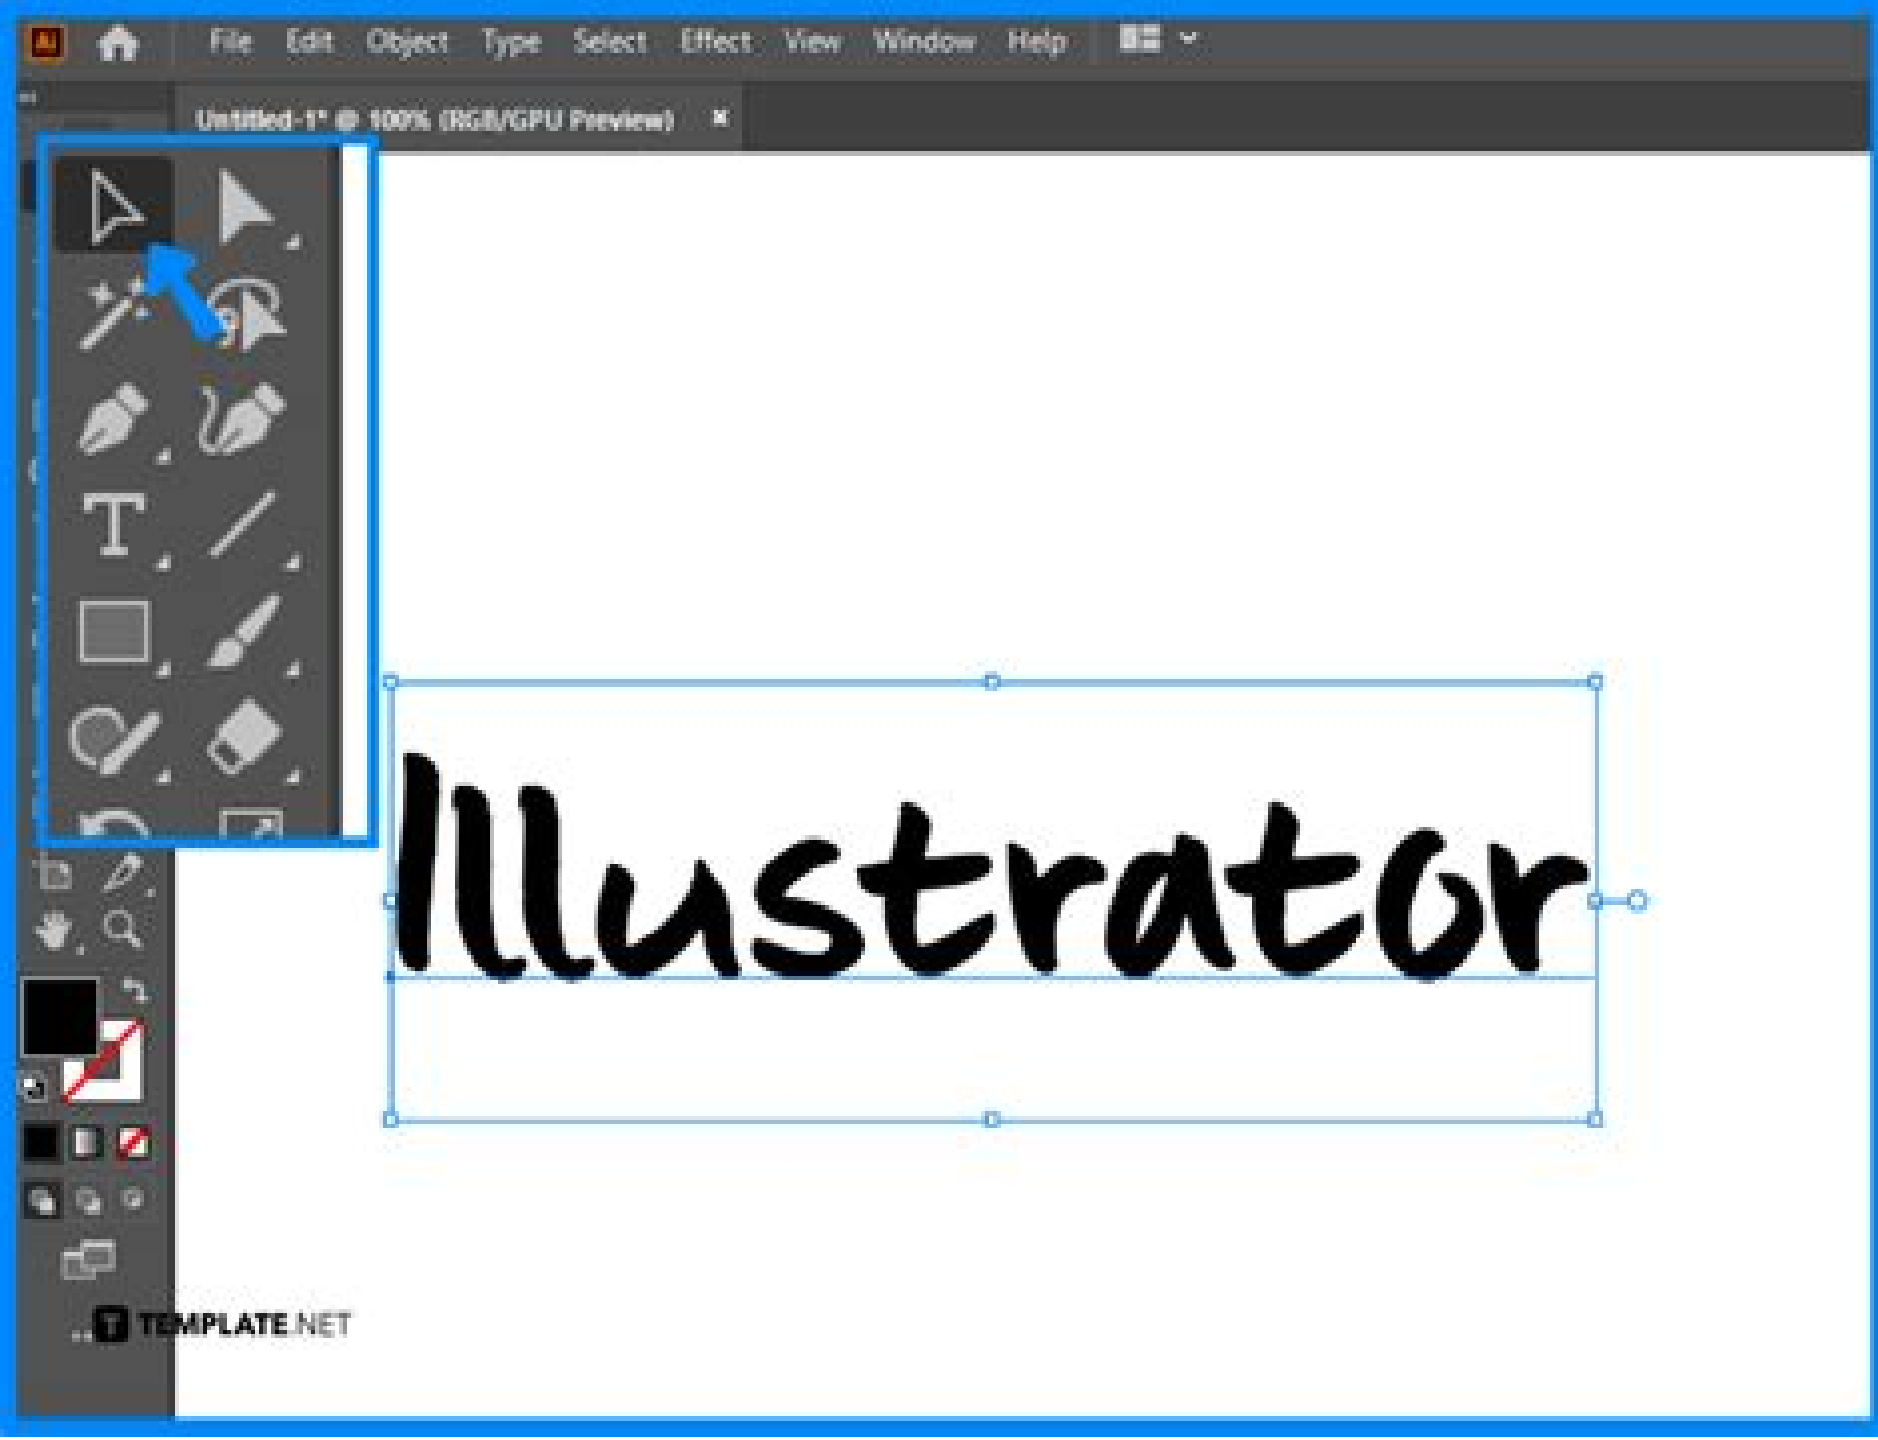 Ai File Edit Object Type Select Effect View Window Help
Untitled-1* @ 100% (RGB/GPU Preview) ×
T
Illustrator
T TEMPLATE.NET